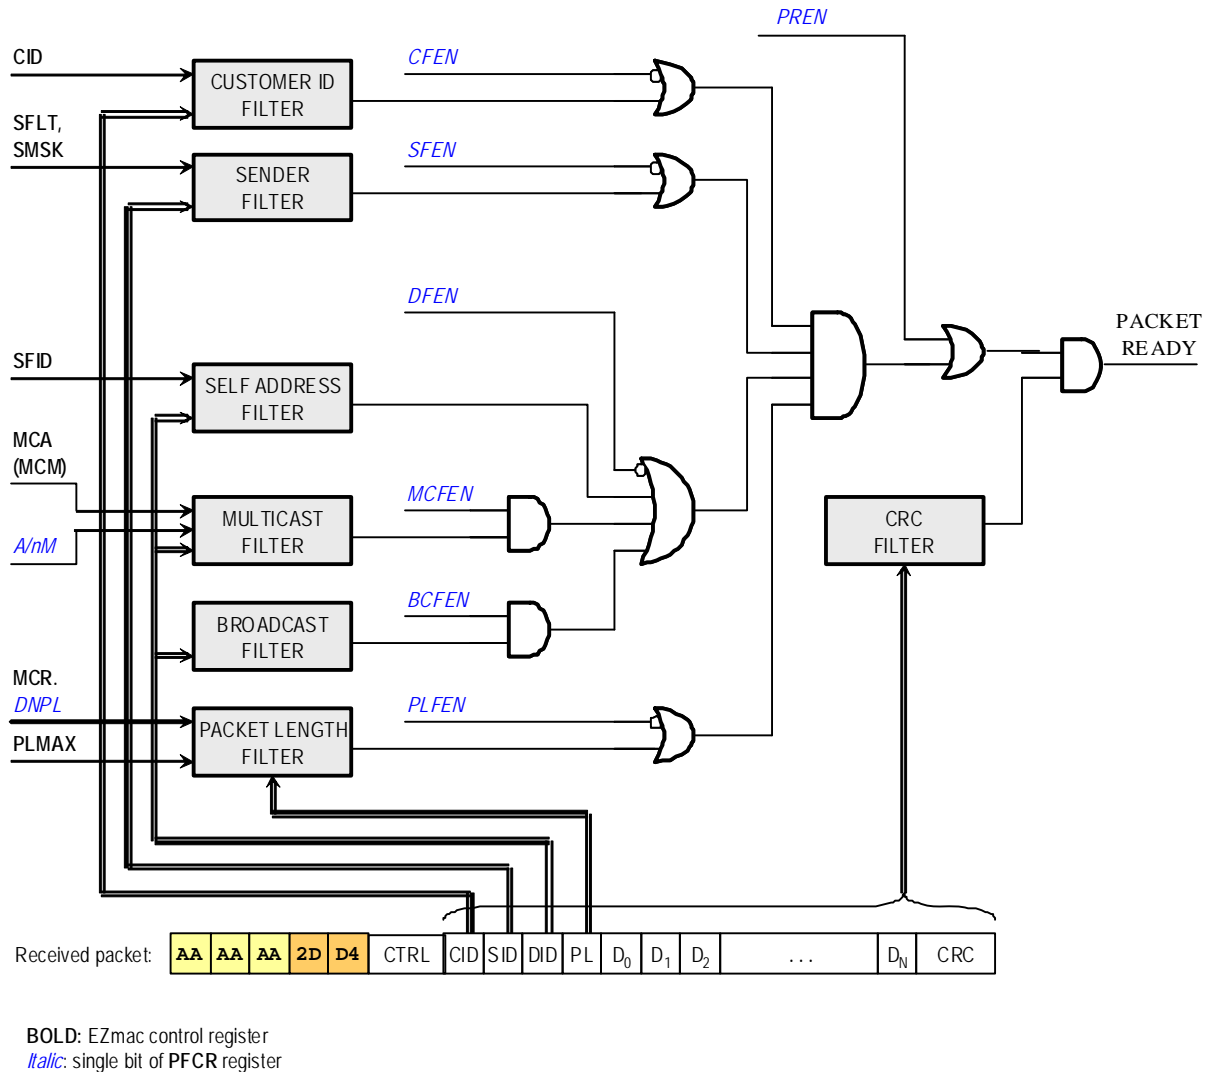 PREN
CID
CFEN
CUSTOMER ID
FILTER
SFLT,
SMSK
SFEN
SENDER
FILTER
DFEN
PACKET
READY
SFID
SELF ADDRESS
FILTER
MCA
(MCM)
MCFEN
MULTICAST
FILTER
A/nM
CRC
FILTER
BCFEN
BROADCAST
FILTER
MCR.
DNPL
PLFEN
PACKET LENGTH
FILTER
PLMAX
Received packet: AA AA AA 2D D4 CTRL CID SID DID PL D0 D1 D2 ... DN CRC
BOLD: EZmac control register
Italic: single bit of PFCR register